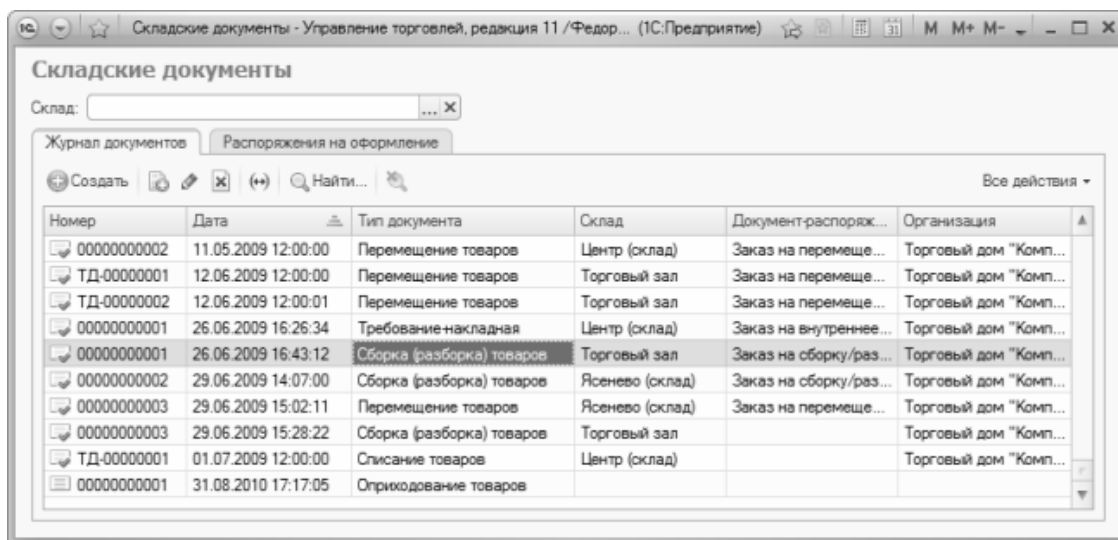 1С Складские документы - Управление торговлей, редакция 11 /Федор... (1С:Предприятие) 31 M M+ M-
Складские документы
Склад: ...
Журнал документов Распоряжения на оформление
Создать Найти... Все действия
Номер Дата Тип документа Склад Документ-распоряж... Организация
00000000002 11.05.2009 12:00:00 Перемещение товаров Центр (склад) Заказ на перемеще... Торговый дом "Комп...
ТД-00000001 12.06.2009 12:00:00 Перемещение товаров Торговый зал Заказ на перемеще... Торговый дом "Комп...
ТД-00000002 12.06.2009 12:00:01 Перемещение товаров Торговый зал Заказ на перемеще... Торговый дом "Комп...
00000000001 26.06.2009 16:26:34 Требование-накладная Центр (склад) Заказ на внутреннее... Торговый дом "Комп...
00000000001 26.06.2009 16:43:12 Сборка (разборка) товаров Торговый зал Заказ на сборку/раз... Торговый дом "Комп...
00000000002 29.06.2009 14:07:00 Сборка (разборка) товаров Ясенево (склад) Заказ на сборку/раз... Торговый дом "Комп...
00000000003 29.06.2009 15:02:11 Перемещение товаров Ясенево (склад) Заказ на перемеще... Торговый дом "Комп...
00000000003 29.06.2009 15:28:22 Сборка (разборка) товаров Торговый зал Торговый дом "Комп...
ТД-00000001 01.07.2009 12:00:00 Списание товаров Центр (склад) Торговый дом "Комп...
00000000001 31.08.2010 17:17:05 Оприходование товаров